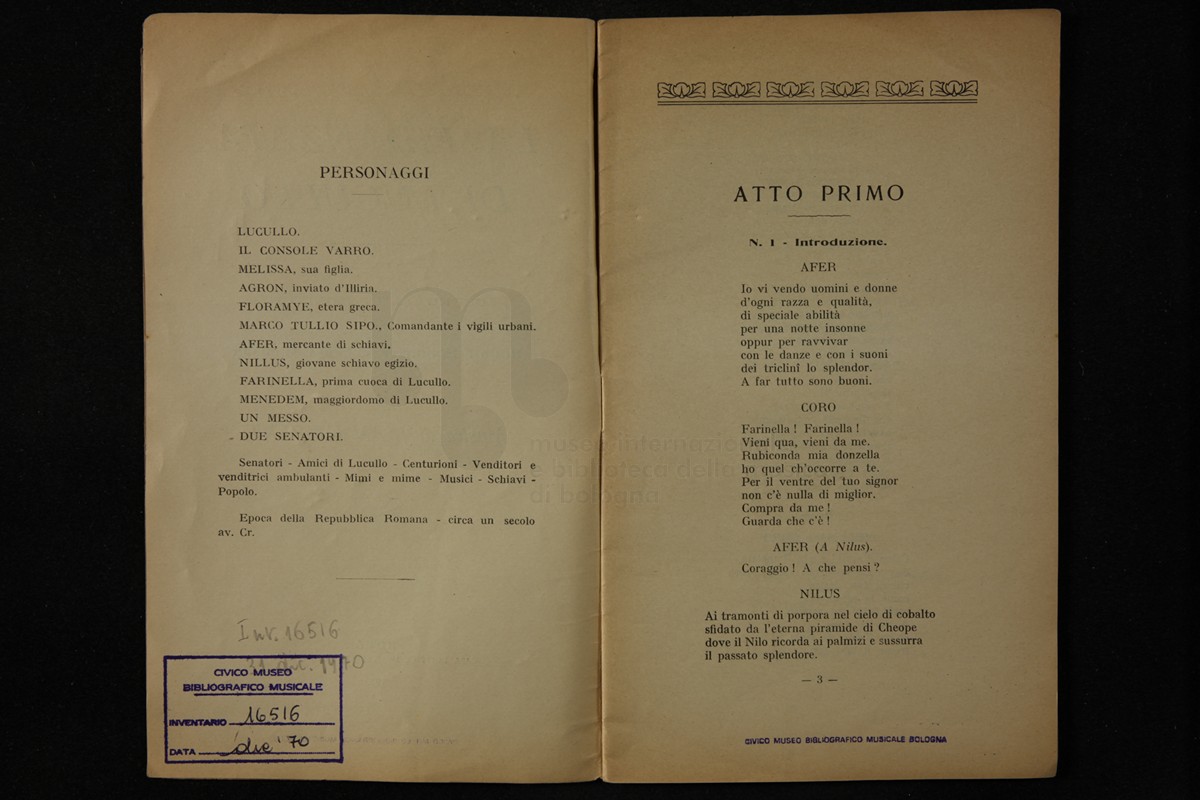 PERSONAGGI
LUCULLO.
IL CONSOLE VARRO.
MELISSA, sua figlia.
AGRON, inviato d'Illiria.
FLORAMYE, etera greca.
MARCO TULLIO SIPO., Comandante i vigili urbani.
AFER, mercante di schiavi.
NILLUS, giovane schiavo egizio.
FARINELLA, prima cuoca di Lucullo.
MENEDEM, maggiordomo di Lucullo.
UN MESSO.
DUE SENATORI.
Senatori - Amici di Lucullo - Centurioni - Venditori e
venditrici ambulanti - Mimi e mime - Musici - Schiavi -
Popolo.
Epoca della Repubblica Romana - circa un secolo
av. Cr.
Inv. 16516
31 dic. 1970
CIVICO MUSEO
BIBLIOGRAFICO MUSICALE
INVENTARIO 16516
DATA dic '70
museo internazio
e biblioteca della
di bologna
ATTO PRIMO
N. 1 - Introduzione.
AFER
Io vi vendo uomini e donne
d'ogni razza e qualità,
di speciale abilità
per una notte insonne
oppur per ravvivar
con le danze e con i suoni
dei triclinî lo splendor.
A far tutto sono buoni.
CORO
Farinella ! Farinella !
Vieni qua, vieni da me.
Rubiconda mia donzella
ho quel ch'occorre a te.
Per il ventre del tuo signor
non c'è nulla di miglior.
Compra da me !
Guarda che c'è !
AFER (A Nilus).
Coraggio ! A che pensi ?
NILUS
Ai tramonti di porpora nel cielo di cobalto
sfidato da l'eterna piramide di Cheope
dove il Nilo ricorda ai palmizi e sussurra
il passato splendore.
— 3 —
CIVICO MUSEO BIBLIOGRAFICO MUSICALE BOLOGNA